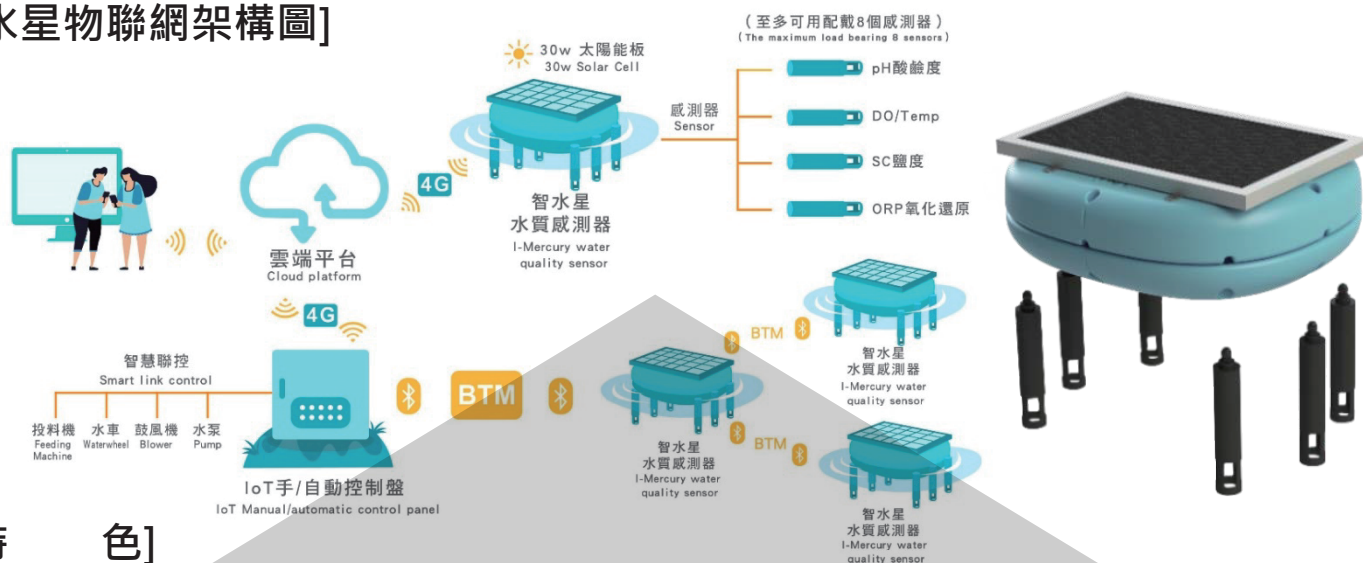 水星物聯網架構圖]
(至多可用配戴8個感測器)
(The maximum load bearing 8 sensors)
30w 太陽能板
30w Solar Cell
感測器
Sensor
pH酸鹼度
DO/Temp
SC鹽度
ORP氧化還原
4G
智水星
水質感測器
I-Mercury water
quality sensor
雲端平台
Cloud platform
4G
智慧聯控
Smart link control
投料機
Feeding
Machine
水車
Waterwheel
鼓風機
Blower
水泵
Pump
IoT手/自動控制盤
IoT Manual/automatic control panel
BTM
智水星
水質感測器
I-Mercury water
quality sensor
BTM
智水星
水質感測器
I-Mercury water
quality sensor
BTM
智水星
水質感測器
I-Mercury water
quality sensor
色]